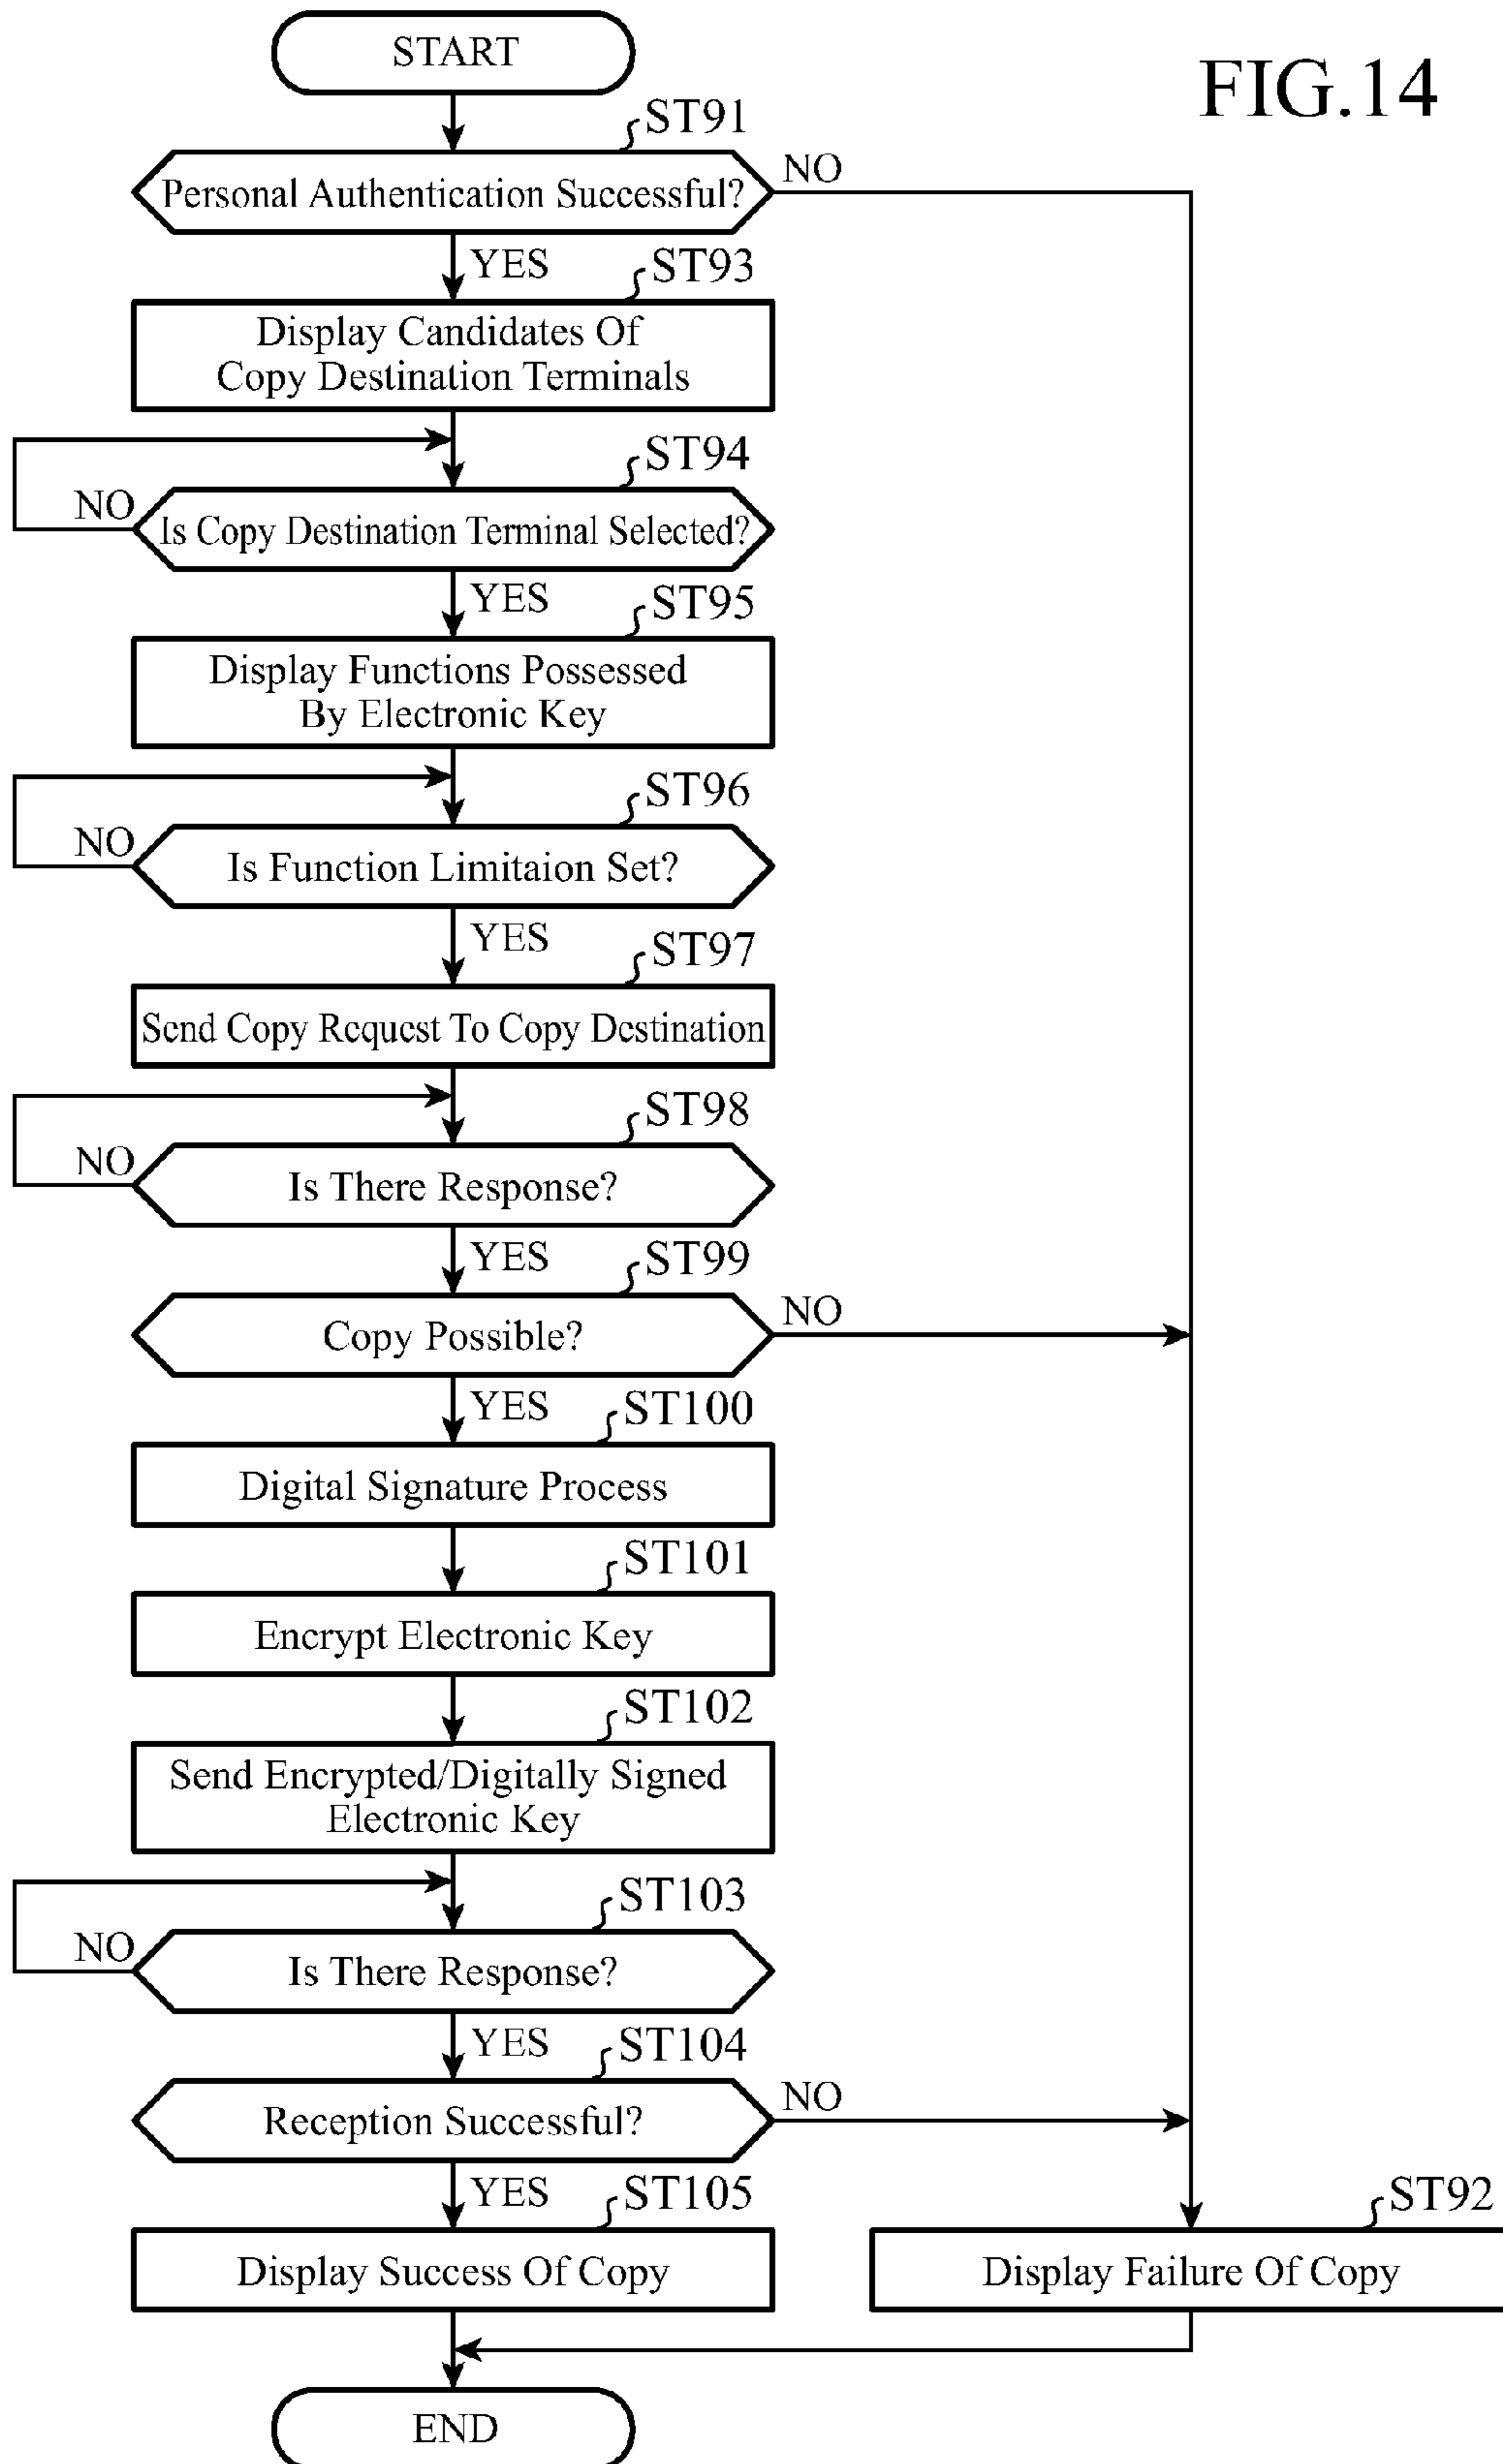 FIG.14
START
ST91
Personal Authentication Successful?
NO
YES
ST93
Display Candidates Of
Copy Destination Terminals
ST94
NO
Is Copy Destination Terminal Selected?
YES
ST95
Display Functions Possessed
By Electronic Key
ST96
NO
Is Function Limitaion Set?
YES
ST97
Send Copy Request To Copy Destination
ST98
NO
Is There Response?
YES
ST99
Copy Possible?
NO
YES
ST100
Digital Signature Process
ST101
Encrypt Electronic Key
ST102
Send Encrypted/Digitally Signed
Electronic Key
ST103
NO
Is There Response?
YES
ST104
Reception Successful?
NO
YES
ST105
Display Success Of Copy
ST92
Display Failure Of Copy
END